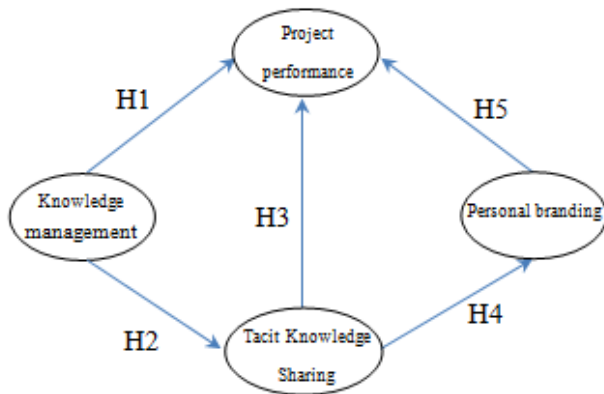 Project
performance
H1
H5
Knowledge
management
H3
Personal branding
H2
H4
Tacit Knowledge
Sharing